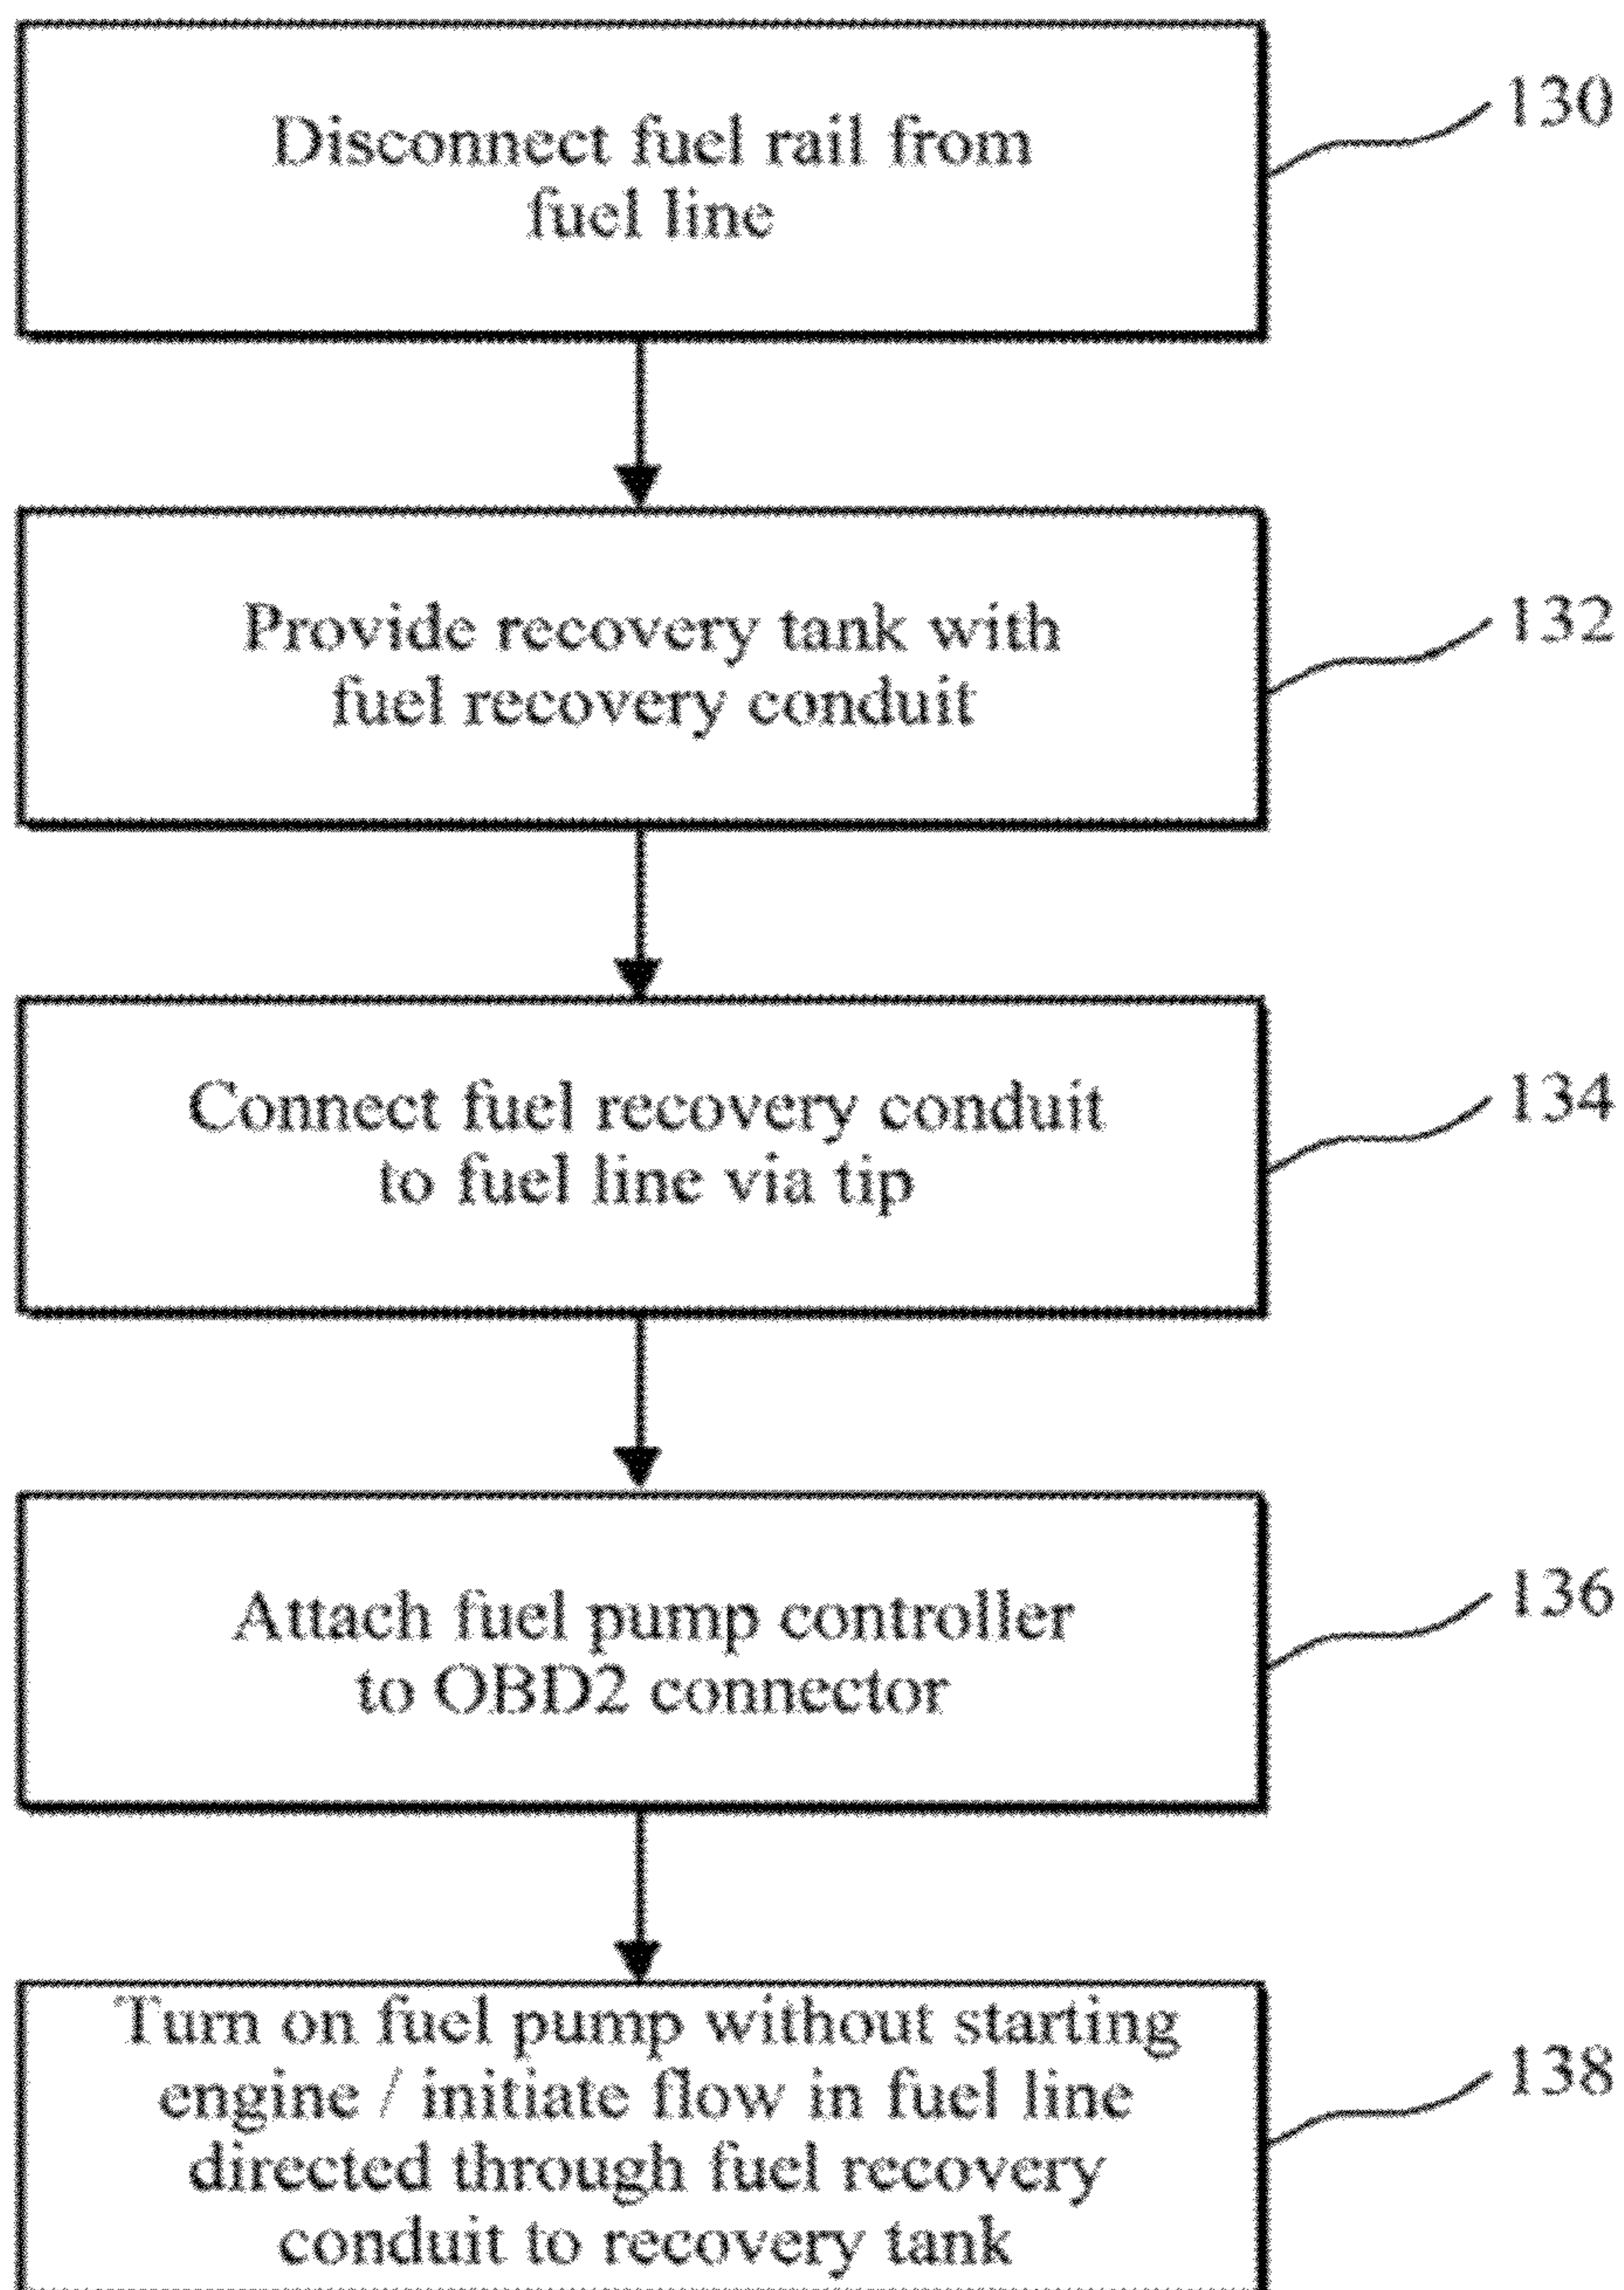 Disconnect fuel rail from
fuel line
130
Provide recovery tank with
fuel recovery conduit
132
Connect fuel recovery conduit
to fuel line via tip
134
Attach fuel pump controller
to OBD2 connector
136
Turn on fuel pump without starting
engine / initiate flow in fuel line
directed through fuel recovery
conduit to recovery tank
138